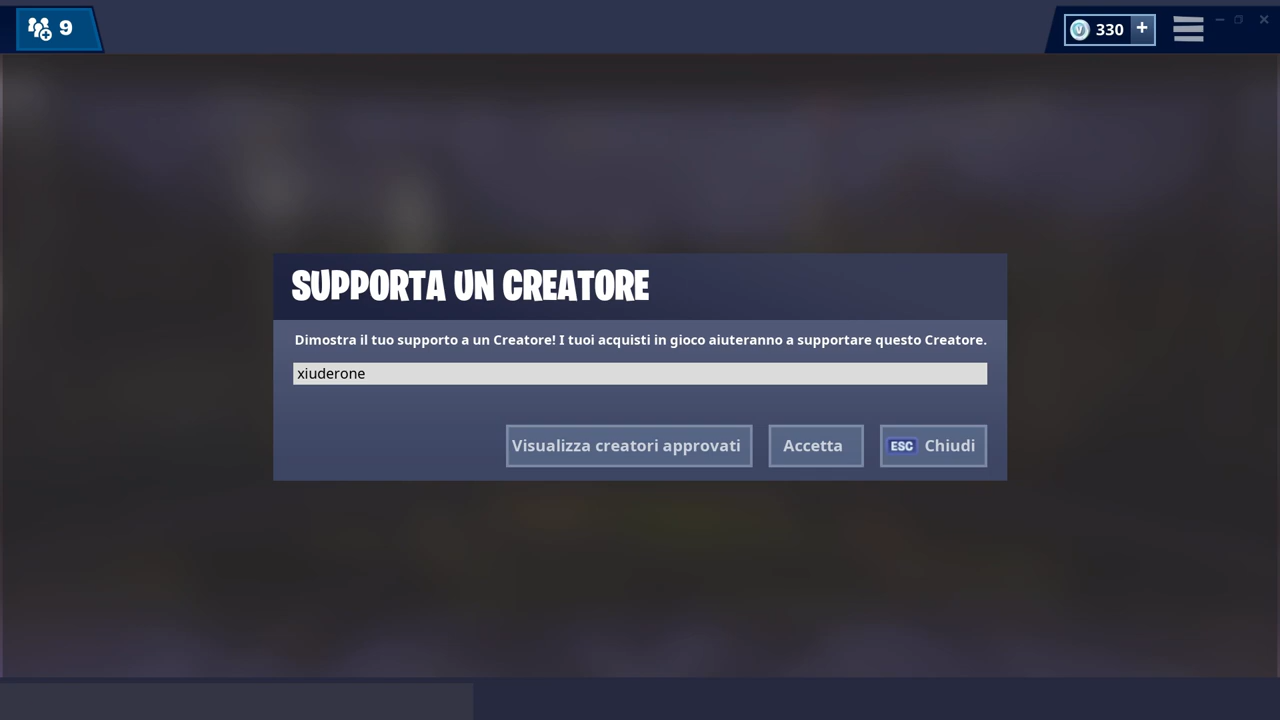 9
330 +
SUPPORTA UN CREATORE
Dimostra il tuo supporto a un Creatore! I tuoi acquisti in gioco aiuteranno a supportare questo Creatore.
xiuderone
Visualizza creatori approvati Accetta ESC Chiudi